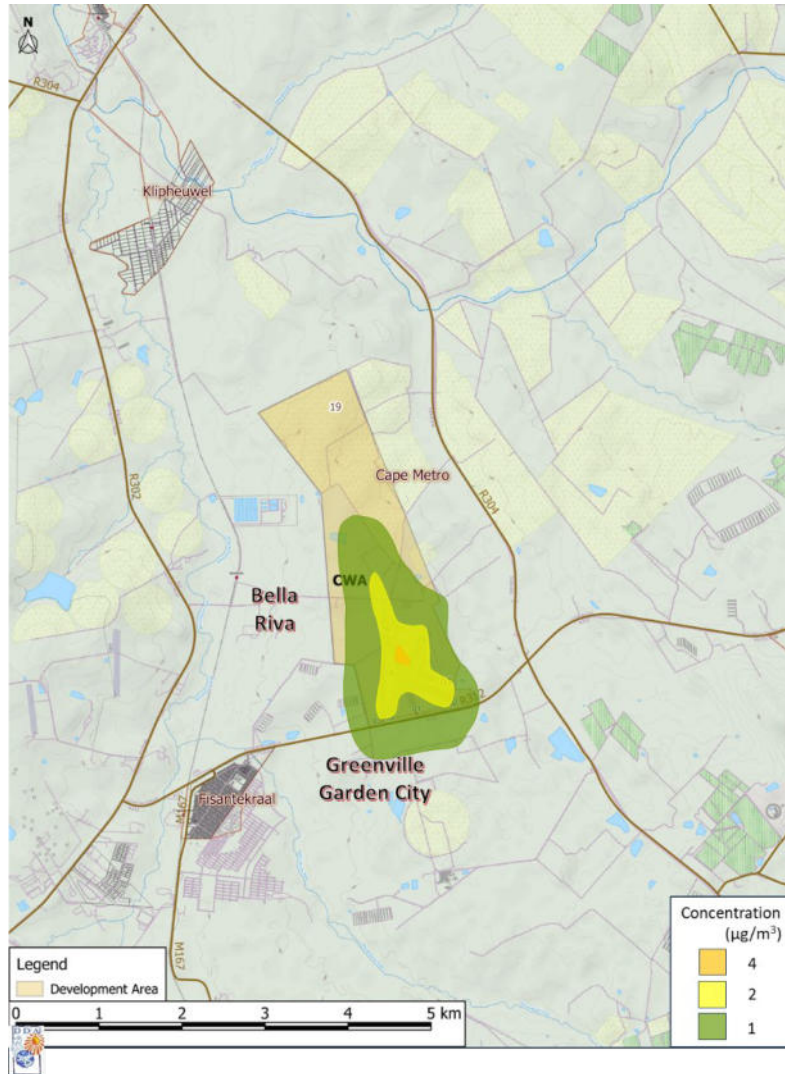 N
R304
Klipheuwel
19
Cape Metro
R302
R304
CWA
Bella
Riva
R312
Greenville
Garden City
Fisantekraal
M167
Concentration
(µg/m³)
4
2
1
Legend
Development Area
0 1 2 3 4 5 km